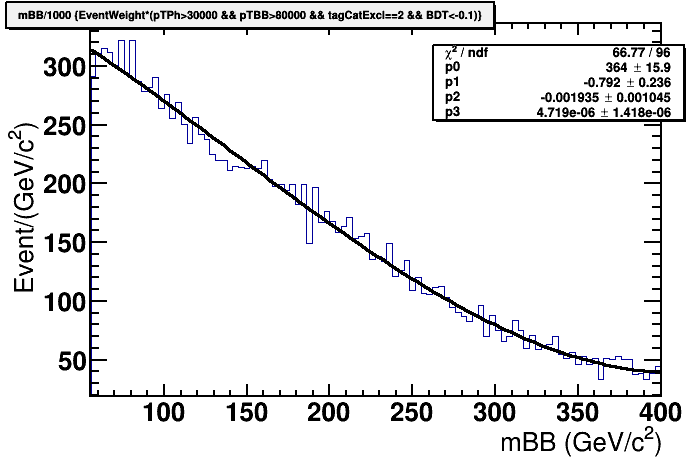 mBB/1000 {EventWeight*(pTPh>30000 && pTBB>80000 && tagCatExcl==2 && BDT<-0.1)}
χ² / ndf 66.77 / 96
p0 364 ± 15.9
p1 -0.792 ± 0.236
p2 -0.001935 ± 0.001045
p3 4.719e-06 ± 1.418e-06
Event/(GeV/c²)
300
250
200
150
100
50
100 150 200 250 300 350 400
mBB (GeV/c²)